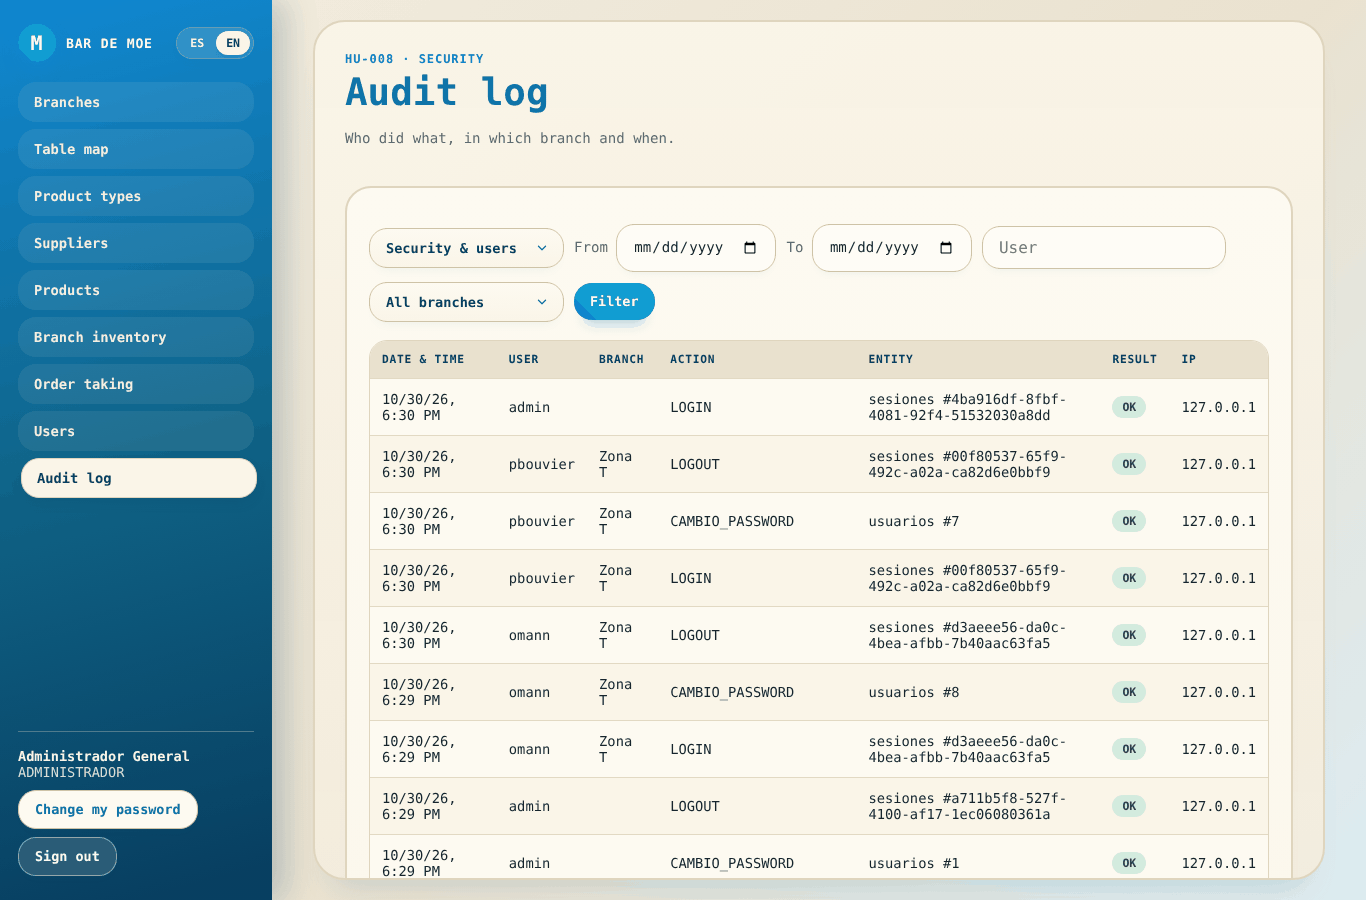 M BAR DE MOE ES EN
Branches
Table map
Product types
Suppliers
Products
Branch inventory
Order taking
Users
Audit log
Administrador General
ADMINISTRADOR
Change my password
Sign out
HU-008 · SECURITY
Audit log
Who did what, in which branch and when.
Security & users From mm/dd/yyyy To mm/dd/yyyy User
All branches Filter
DATE & TIME USER BRANCH ACTION ENTITY RESULT IP
10/30/26, 6:30 PM admin LOGIN sesiones #4ba916df-8fbf-4081-92f4-51532030a8dd OK 127.0.0.1
10/30/26, 6:30 PM pbouvier Zona T LOGOUT sesiones #00f80537-65f9-492c-a02a-ca82d6e0bbf9 OK 127.0.0.1
10/30/26, 6:30 PM pbouvier Zona T CAMBIO_PASSWORD usuarios #7 OK 127.0.0.1
10/30/26, 6:30 PM pbouvier Zona T LOGIN sesiones #00f80537-65f9-492c-a02a-ca82d6e0bbf9 OK 127.0.0.1
10/30/26, 6:30 PM omann Zona T LOGOUT sesiones #d3aeee56-da0c-4bea-afbb-7b40aac63fa5 OK 127.0.0.1
10/30/26, 6:29 PM omann Zona T CAMBIO_PASSWORD usuarios #8 OK 127.0.0.1
10/30/26, 6:29 PM omann Zona T LOGIN sesiones #d3aeee56-da0c-4bea-afbb-7b40aac63fa5 OK 127.0.0.1
10/30/26, 6:29 PM admin LOGOUT sesiones #a711b5f8-527f-4100-af17-1ec06080361a OK 127.0.0.1
10/30/26, 6:29 PM admin CAMBIO_PASSWORD usuarios #1 OK 127.0.0.1